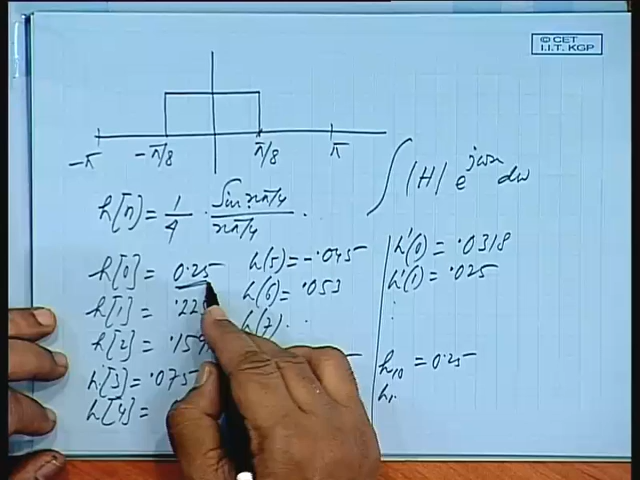 © CET
I.I.T. KGP
-π -π/8 π/8 π
∫ |H| e^{jωn} dω
h[n] = 1/4 · Sin nπ/4 / nπ/4 .
h[0] = 0.25
h[1] = .22
h[2] = .159
h[3] = .075
h[4] =
h(5) = -.045
h(6) = .053
h(7) .
h'(0) = .0318
h'(1) = .025
:
h10 = 0.25